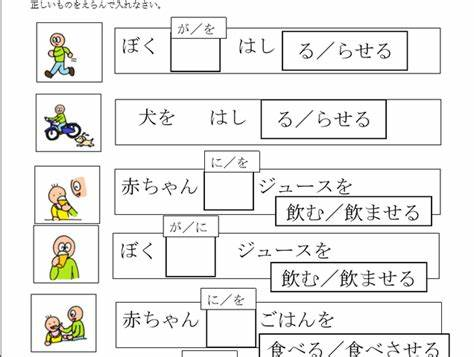 正しいものをえらんで入れなさい。
が／を
ぼく　はし　る／らせる
犬を　はし　る／らせる
に／を
赤ちゃん　ジュースを
飲む／飲ませる
が／に
ぼく　ジュースを
飲む／飲ませる
に／を
赤ちゃん　ごはんを
食べる／食べさせる